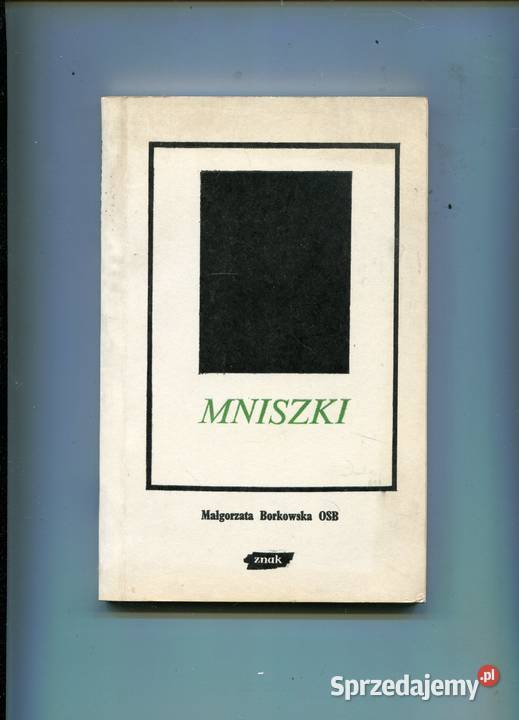 MNISZKI
Małgorzata Borkowska OSB
znak
Sprzedajemy.pl